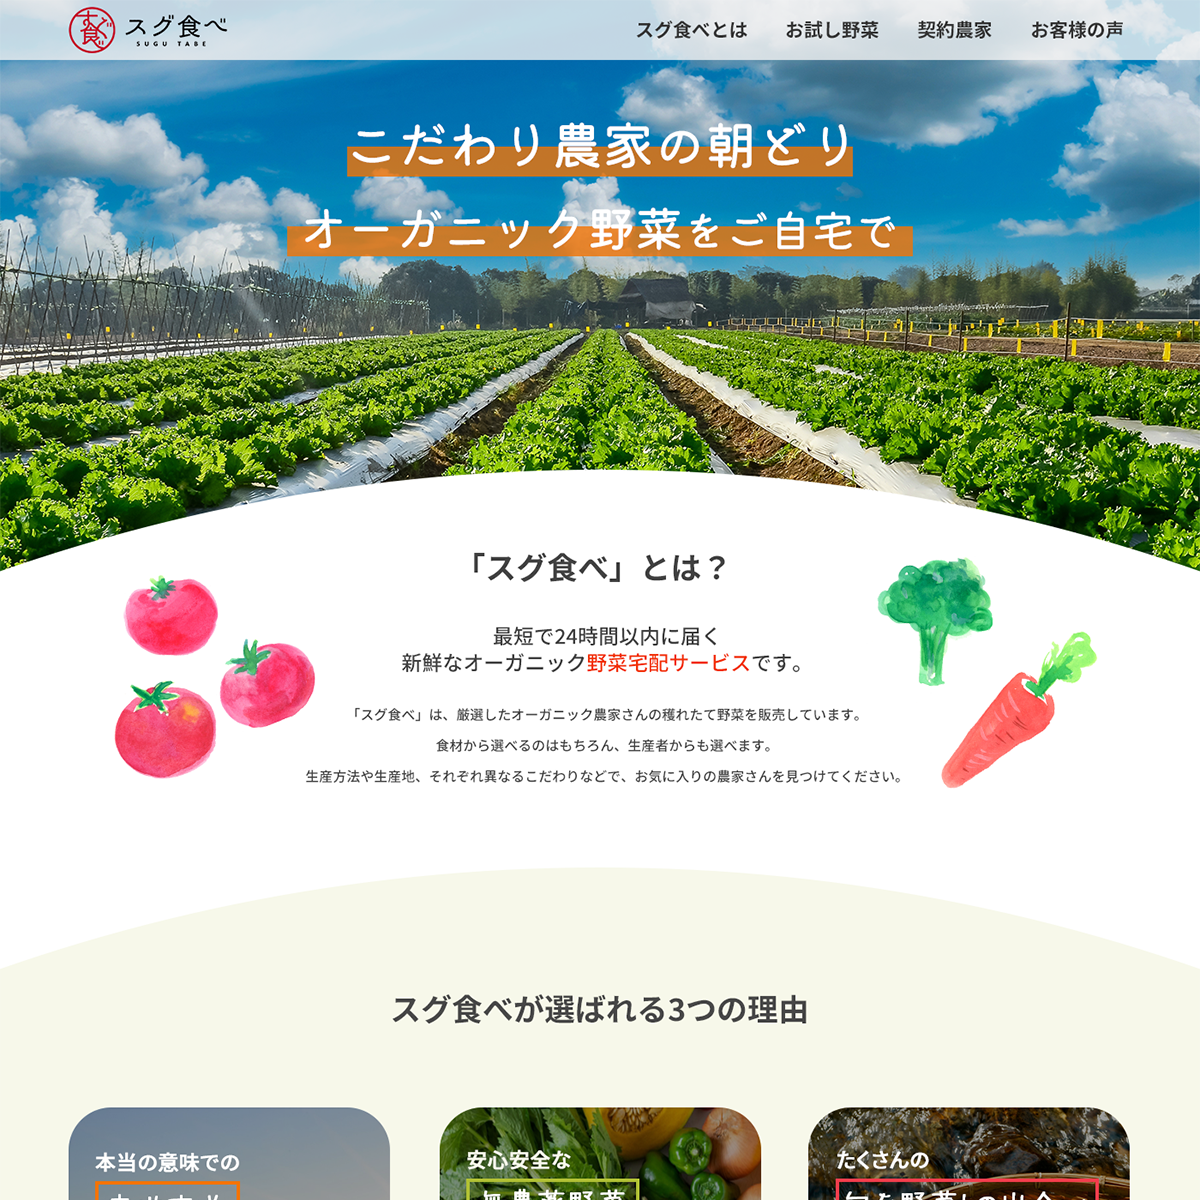 すぐ食べ
スグ食べ
SUGU TABE
スグ食べとは
お試し野菜
契約農家
お客様の声
こだわり農家の朝どり
オーガニック野菜をご自宅で
「スグ食べ」とは？
最短で24時間以内に届く
新鮮なオーガニック野菜宅配サービスです。
「スグ食べ」は、厳選したオーガニック農家さんの穫れたて野菜を販売しています。
食材から選べるのはもちろん、生産者からも選べます。
生産方法や生産地、それぞれ異なるこだわりなどで、お気に入りの農家さんを見つけてください。
スグ食べが選ばれる3つの理由
本当の意味での
安心安全な
無農薬野菜
たくさんの